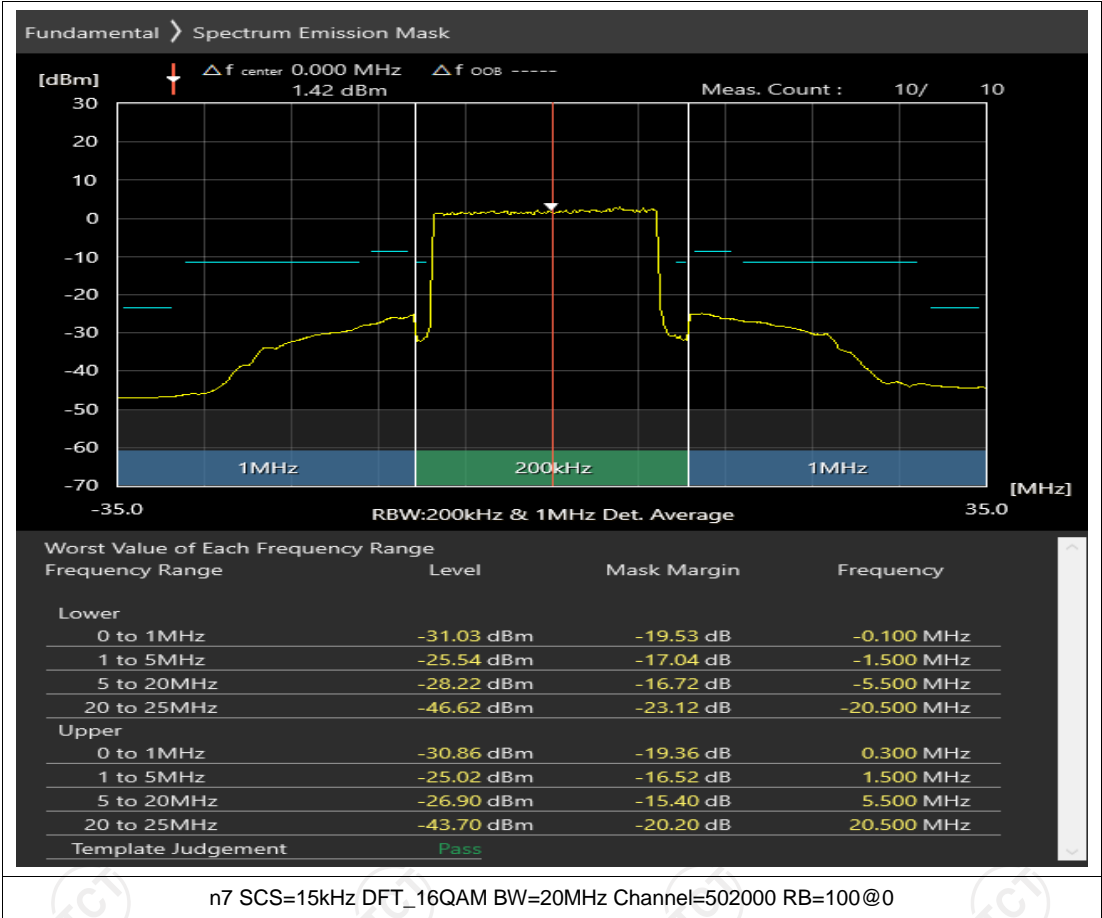 Fundamental ❯ Spectrum Emission Mask
[dBm] △f center 0.000 MHz △f OOB -----
1.42 dBm Meas. Count : 10/ 10
30
20
10
0
-10
-20
-30
-40
-50
-60
1MHz 200kHz 1MHz
-70
[MHz]
-35.0 35.0
RBW:200kHz & 1MHz Det. Average
Worst Value of Each Frequency Range
Frequency Range Level Mask Margin Frequency
Lower
0 to 1MHz -31.03 dBm -19.53 dB -0.100 MHz
1 to 5MHz -25.54 dBm -17.04 dB -1.500 MHz
5 to 20MHz -28.22 dBm -16.72 dB -5.500 MHz
20 to 25MHz -46.62 dBm -23.12 dB -20.500 MHz
Upper
0 to 1MHz -30.86 dBm -19.36 dB 0.300 MHz
1 to 5MHz -25.02 dBm -16.52 dB 1.500 MHz
5 to 20MHz -26.90 dBm -15.40 dB 5.500 MHz
20 to 25MHz -43.70 dBm -20.20 dB 20.500 MHz
Template Judgement Pass
n7 SCS=15kHz DFT_16QAM BW=20MHz Channel=502000 RB=100@0
TCT TCT TCT TCT TCT